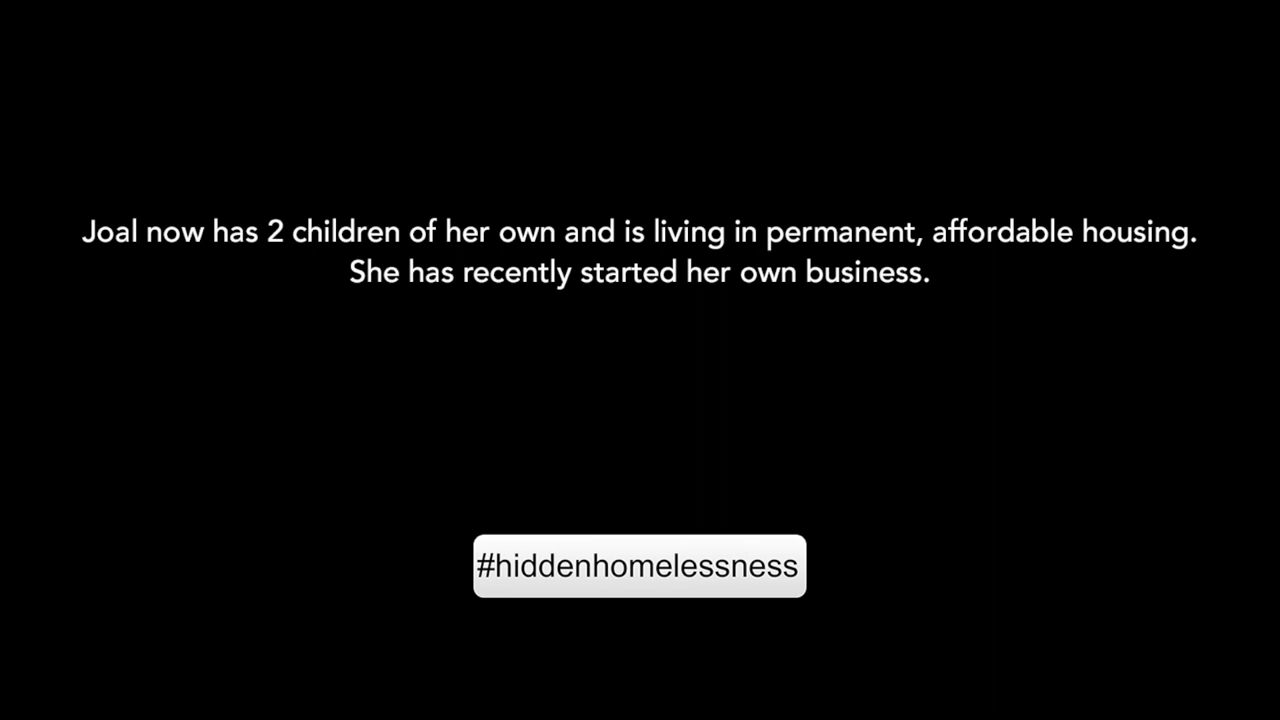 Joal now has 2 children of her own and is living in permanent, affordable housing.
She has recently started her own business.
#hiddenhomelessness